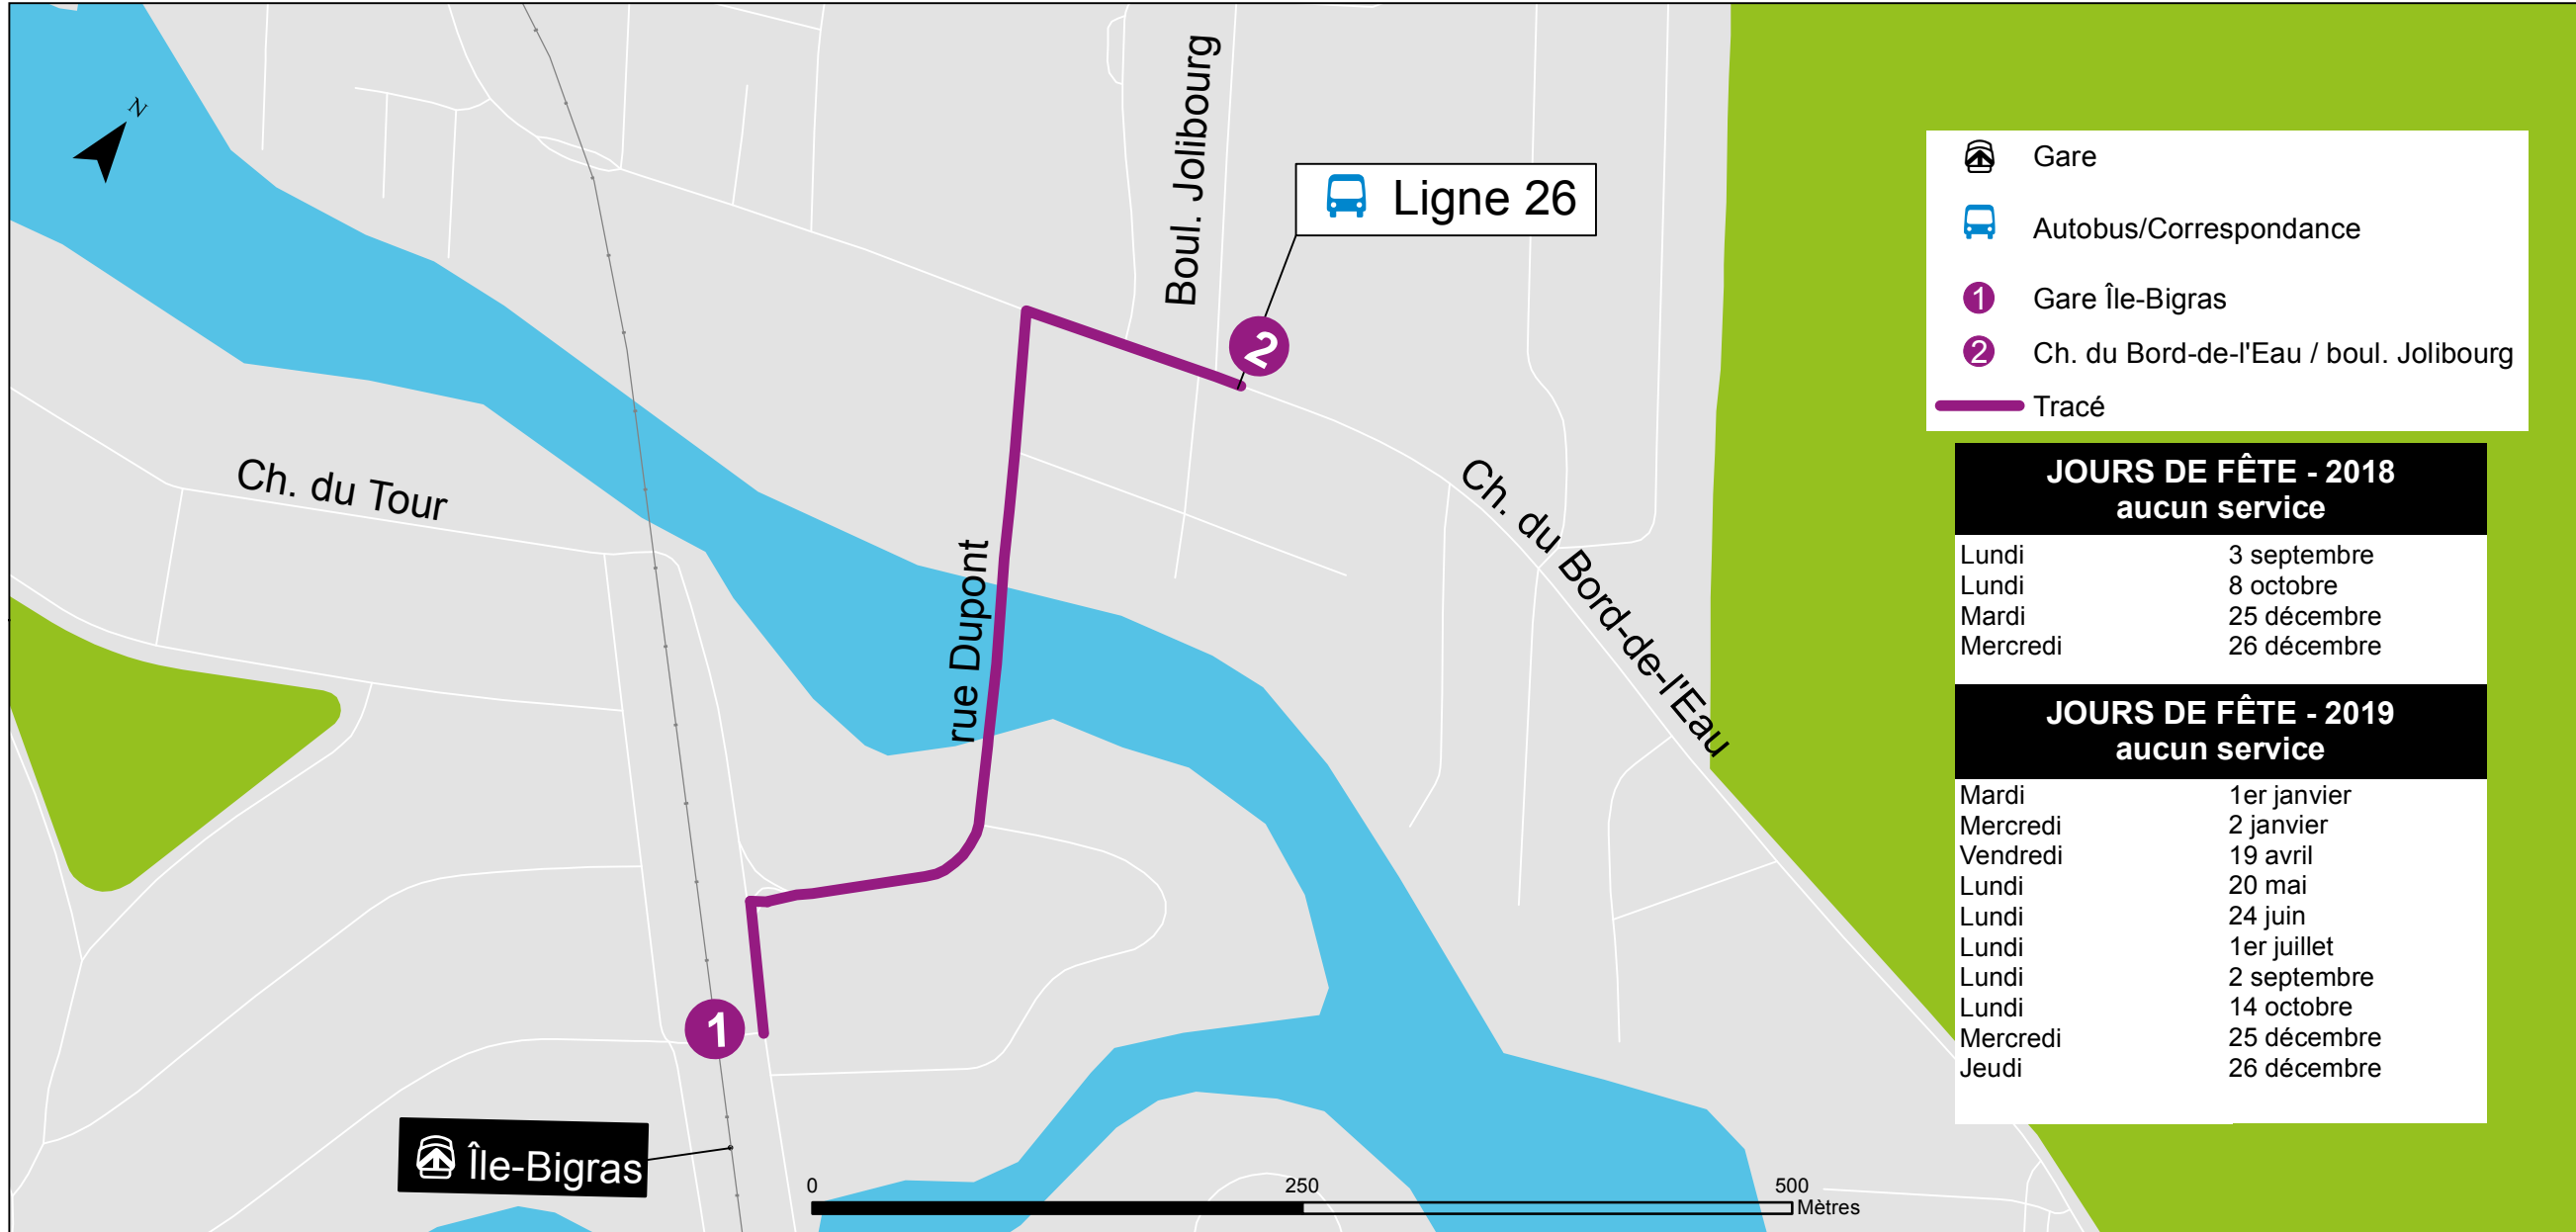 N
Boul. Jolibourg
Ligne 26
2
Ch. du Tour
rue Dupont
Ch. du Bord-de-l'Eau
1
Île-Bigras
0 250 500
Mètres
Gare
Autobus/Correspondance
1 Gare Île-Bigras
2 Ch. du Bord-de-l'Eau / boul. Jolibourg
Tracé
JOURS DE FÊTE - 2018
aucun service
Lundi 3 septembre
Lundi 8 octobre
Mardi 25 décembre
Mercredi 26 décembre
JOURS DE FÊTE - 2019
aucun service
Mardi 1er janvier
Mercredi 2 janvier
Vendredi 19 avril
Lundi 20 mai
Lundi 24 juin
Lundi 1er juillet
Lundi 2 septembre
Lundi 14 octobre
Mercredi 25 décembre
Jeudi 26 décembre